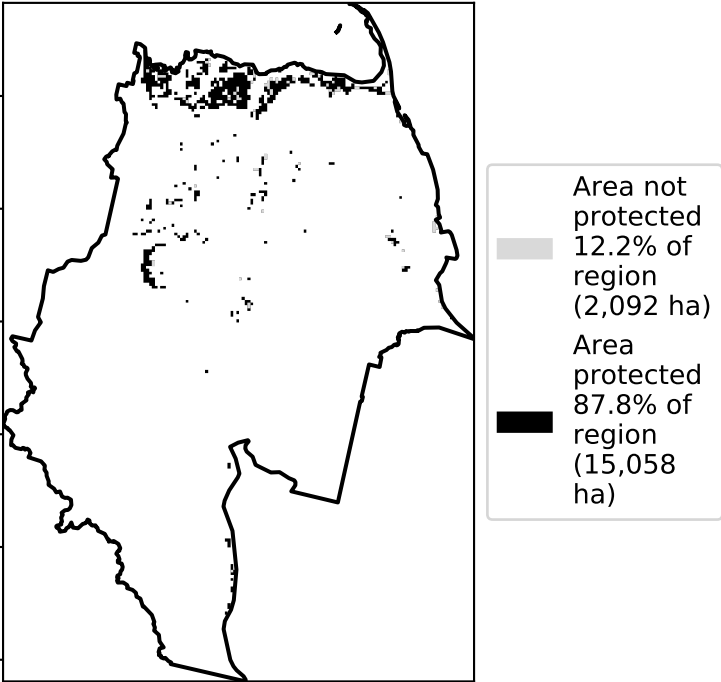 Area not
protected
12.2% of
region
(2,092 ha)
Area
protected
87.8% of
region
(15,058
ha)